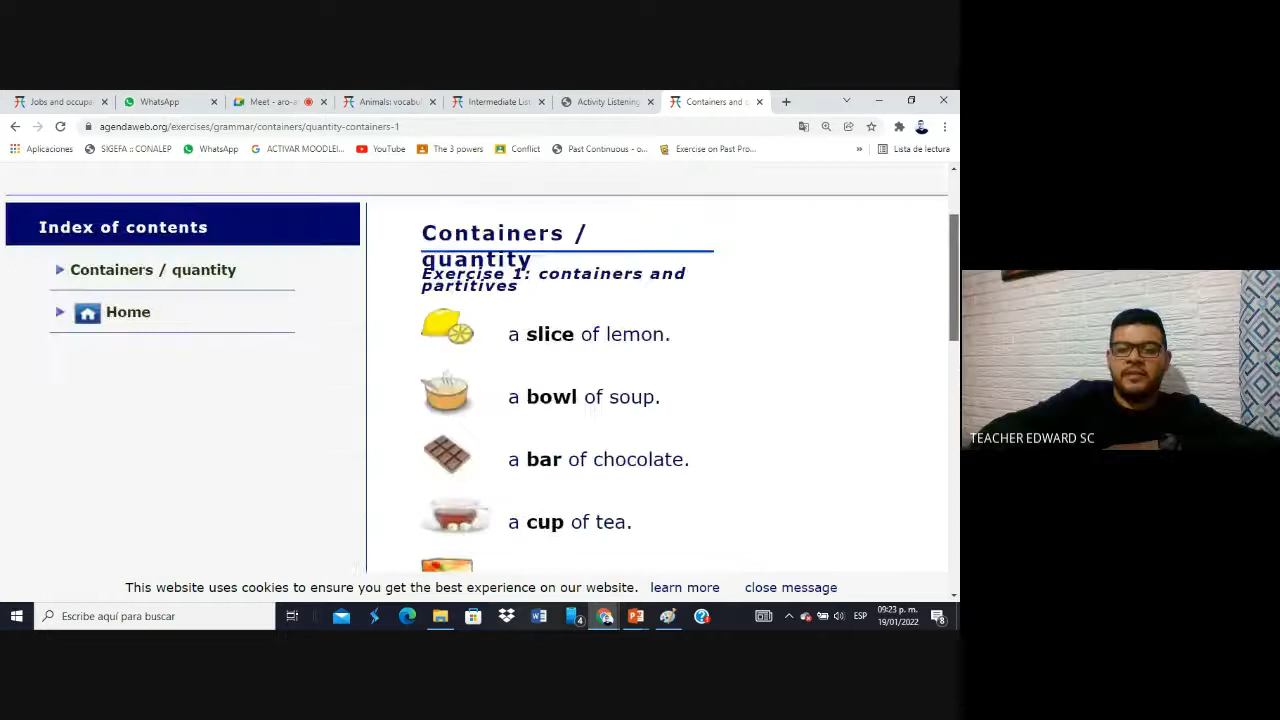 Jobs and occupa
WhatsApp
Meet - aro-a
Animals: vocabul
Intermediate List
Activity Listening
Containers and q
agendaweb.org/exercises/grammar/containers/quantity-containers-1
Aplicaciones
SIGEFA :: CONALEP
WhatsApp
ACTIVAR MOODLE|...
YouTube
The 3 powers
Conflict
Past Continuous - o...
Exercise on Past Pro...
»
Lista de lectura
Index of contents
Containers / quantity
Home
Containers /
quantity
Exercise 1: containers and
partitives
a slice of lemon.
a bowl of soup.
a bar of chocolate.
a cup of tea.
This website uses cookies to ensure you get the best experience on our website. learn more close message
Escribe aquí para buscar
4
ESP
09:23 p. m.
19/01/2022
8
TEACHER EDWARD SC